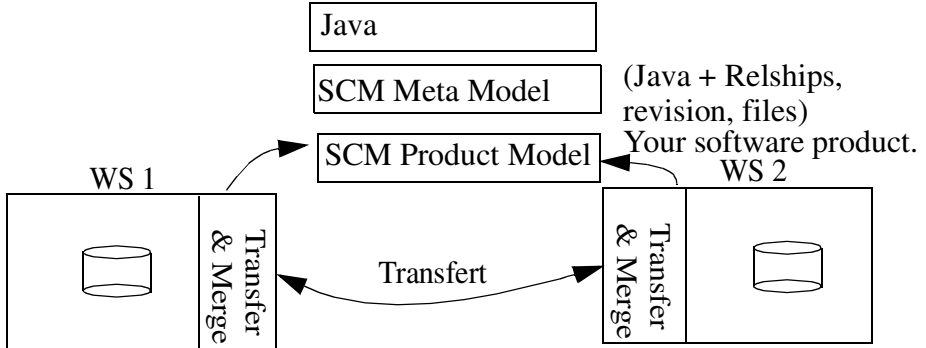 Java
SCM Meta Model
(Java + Relships,
revision, files)
SCM Product Model
Your software product.
WS 1
WS 2
Transfer
& Merge
Transfert
Transfer
& Merge